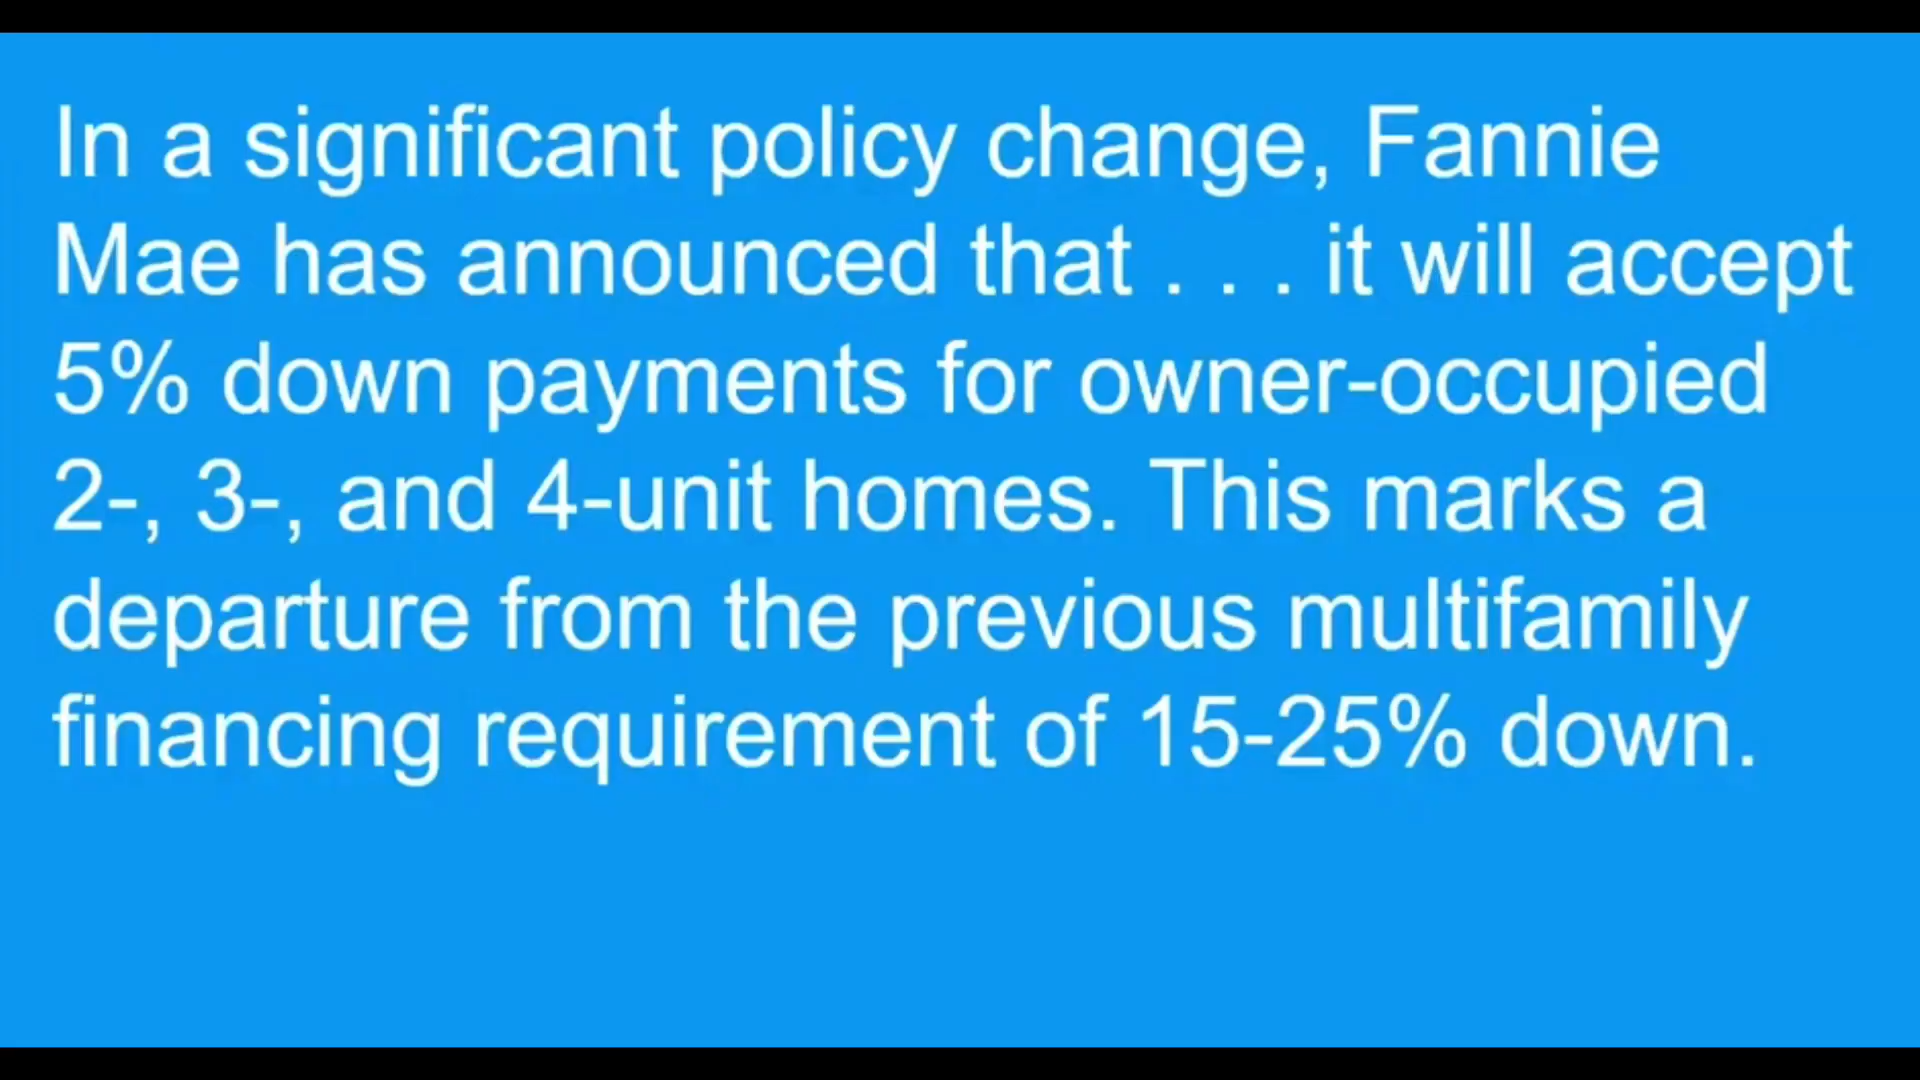 In a significant policy change, Fannie
Mae has announced that . . . it will accept
5% down payments for owner-occupied
2-, 3-, and 4-unit homes. This marks a
departure from the previous multifamily
financing requirement of 15-25% down.